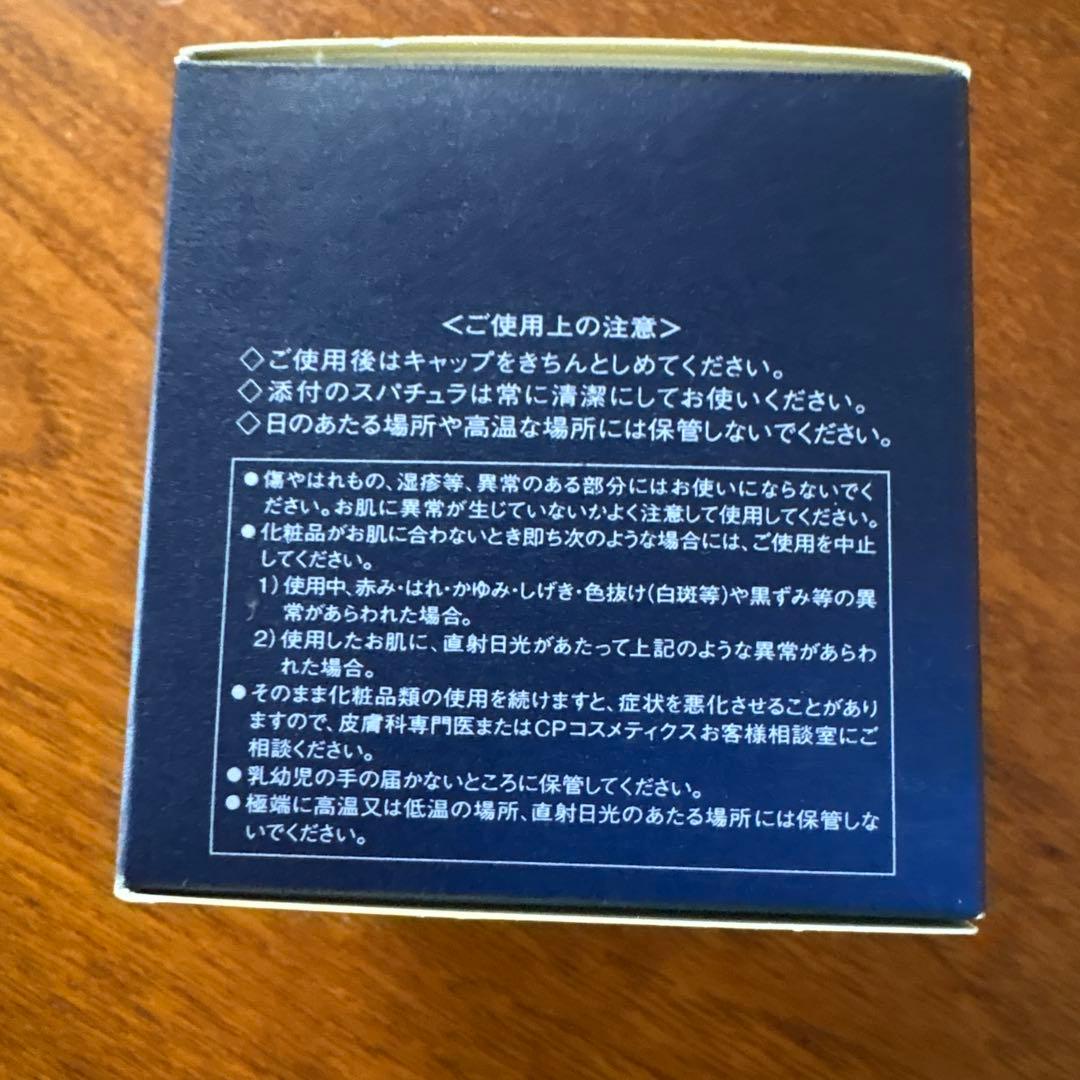 ＜ご使用上の注意＞
◇ご使用後はキャップをきちんとしめてください。
◇添付のスパチュラは常に清潔にしてお使いください。
◇日のあたる場所や高温な場所には保管しないでください。
●傷やはれもの、湿疹等、異常のある部分にはお使いにならないでく
ださい。お肌に異常が生じていないかよく注意して使用してください。
●化粧品がお肌に合わないとき即ち次のような場合には、ご使用を中止
してください。
1)使用中、赤み・はれ・かゆみ・しげき・色抜け(白斑等)や黒ずみ等の異
常があらわれた場合。
2)使用したお肌に、直射日光があたって上記のような異常があらわ
れた場合。
●そのまま化粧品類の使用を続けますと、症状を悪化させることがあり
ますので、皮膚科専門医またはCPコスメティクスお客様相談室にご
相談ください。
●乳幼児の手の届かないところに保管してください。
●極端に高温又は低温の場所、直射日光のあたる場所には保管しな
いでください。